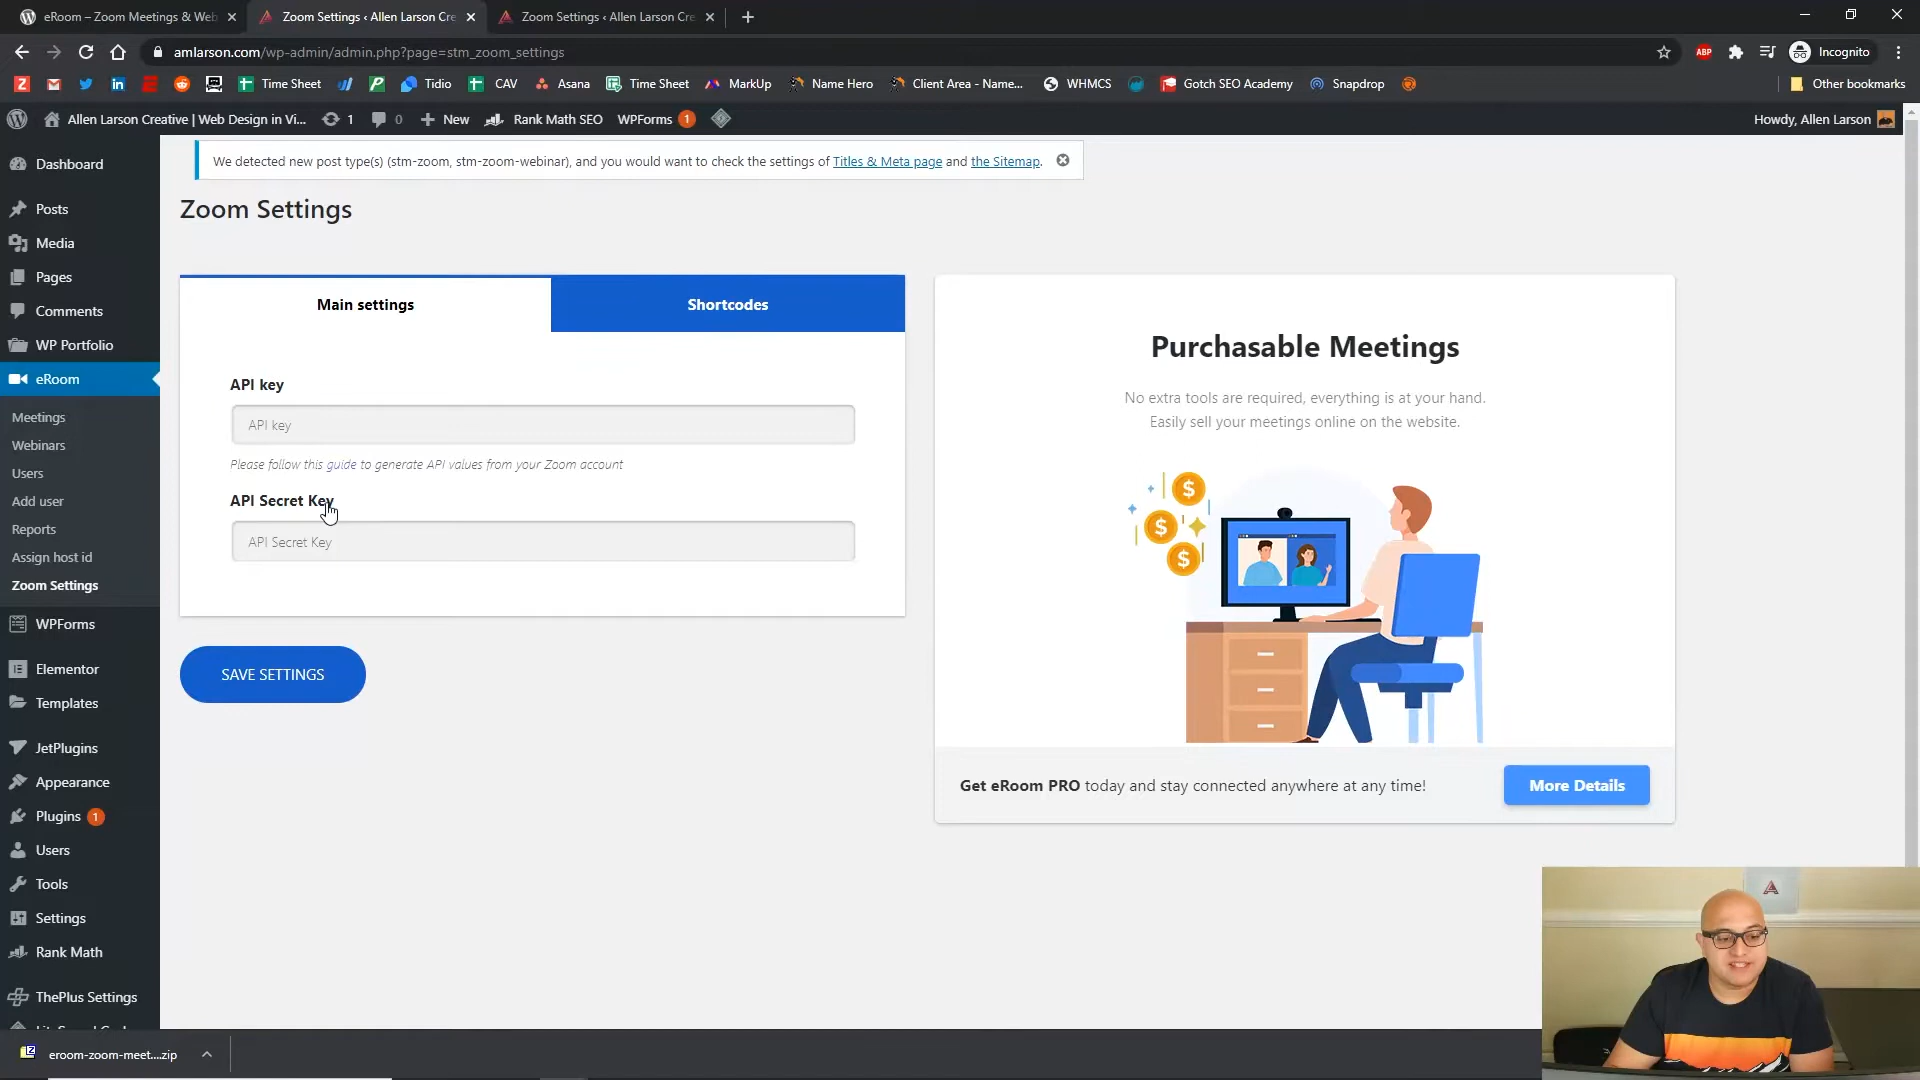 eRoom – Zoom Meetings & Web
Zoom Settings ‹ Allen Larson Cre
Zoom Settings ‹ Allen Larson Cre
amlarson.com/wp-admin/admin.php?page=stm_zoom_settings
ABP
Incognito
Time Sheet
Tidio
CAV
Asana
Time Sheet
MarkUp
Name Hero
Client Area - Name...
WHMCS
Gotch SEO Academy
Snapdrop
Other bookmarks
Allen Larson Creative | Web Design in Vi...
1
0
New
Rank Math SEO
WPForms 1
Howdy, Allen Larson
We detected new post type(s) (stm-zoom, stm-zoom-webinar), and you would want to check the settings of Titles & Meta page and the Sitemap.
Dashboard
Posts
Media
Pages
Comments
WP Portfolio
eRoom
Meetings
Webinars
Users
Add user
Reports
Assign host id
Zoom Settings
WPForms
Elementor
Templates
JetPlugins
Appearance
Plugins 1
Users
Tools
Settings
Rank Math
ThePlus Settings
Zoom Settings
Main settings
Shortcodes
API key
API key
Please follow this guide to generate API values from your Zoom account
API Secret Key
API Secret Key
SAVE SETTINGS
Purchasable Meetings
No extra tools are required, everything is at your hand.
Easily sell your meetings online on the website.
Get eRoom PRO today and stay connected anywhere at any time!
More Details
eroom-zoom-meet....zip